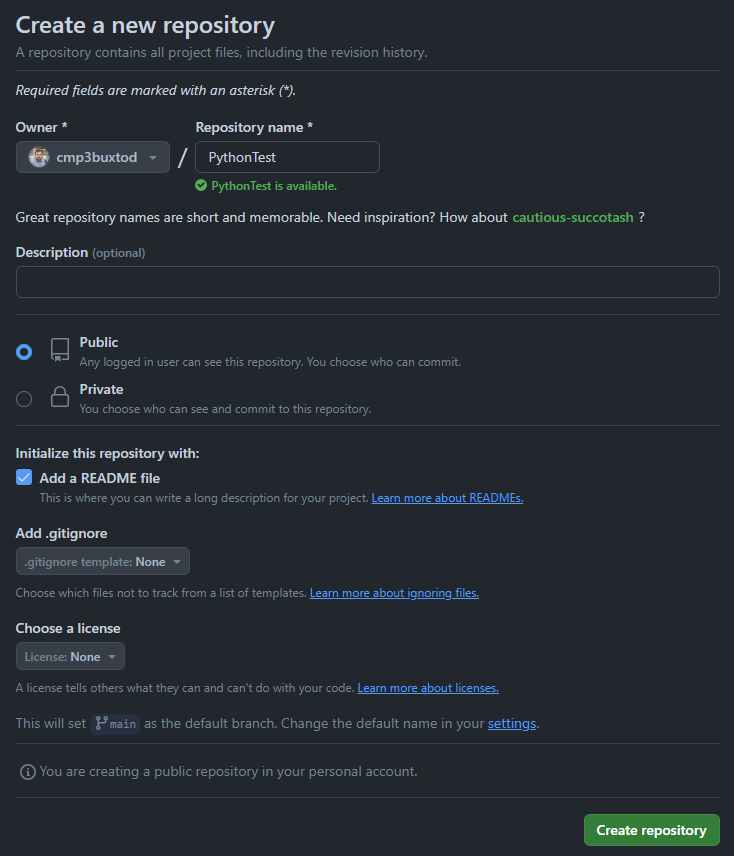 Create a new repository
A repository contains all project files, including the revision history.
Required fields are marked with an asterisk (*).
Owner * Repository name *
cmp3buxtod / PythonTest
PythonTest is available.
Great repository names are short and memorable. Need inspiration? How about cautious-succotash ?
Description (optional)
Public
Any logged in user can see this repository. You choose who can commit.
Private
You choose who can see and commit to this repository.
Initialize this repository with:
Add a README file
This is where you can write a long description for your project. Learn more about READMEs.
Add .gitignore
.gitignore template: None
Choose which files not to track from a list of templates. Learn more about ignoring files.
Choose a license
License: None
A license tells others what they can and can't do with your code. Learn more about licenses.
This will set main as the default branch. Change the default name in your settings.
You are creating a public repository in your personal account.
Create repository